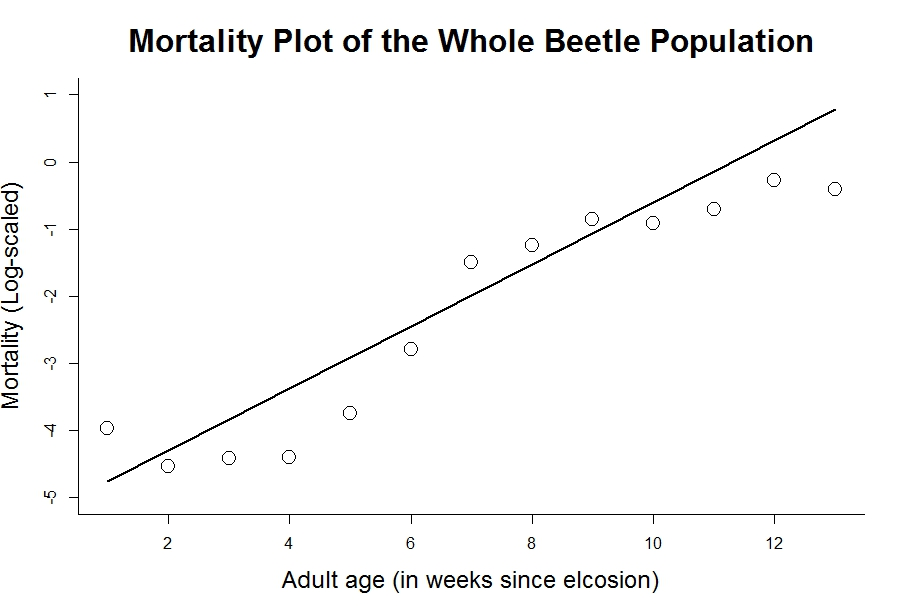 Mortality Plot of the Whole Beetle Population
Mortality (Log-scaled)
1
0
-1
-2
-3
-4
-5
2 4 6 8 10 12
Adult age (in weeks since elcosion)